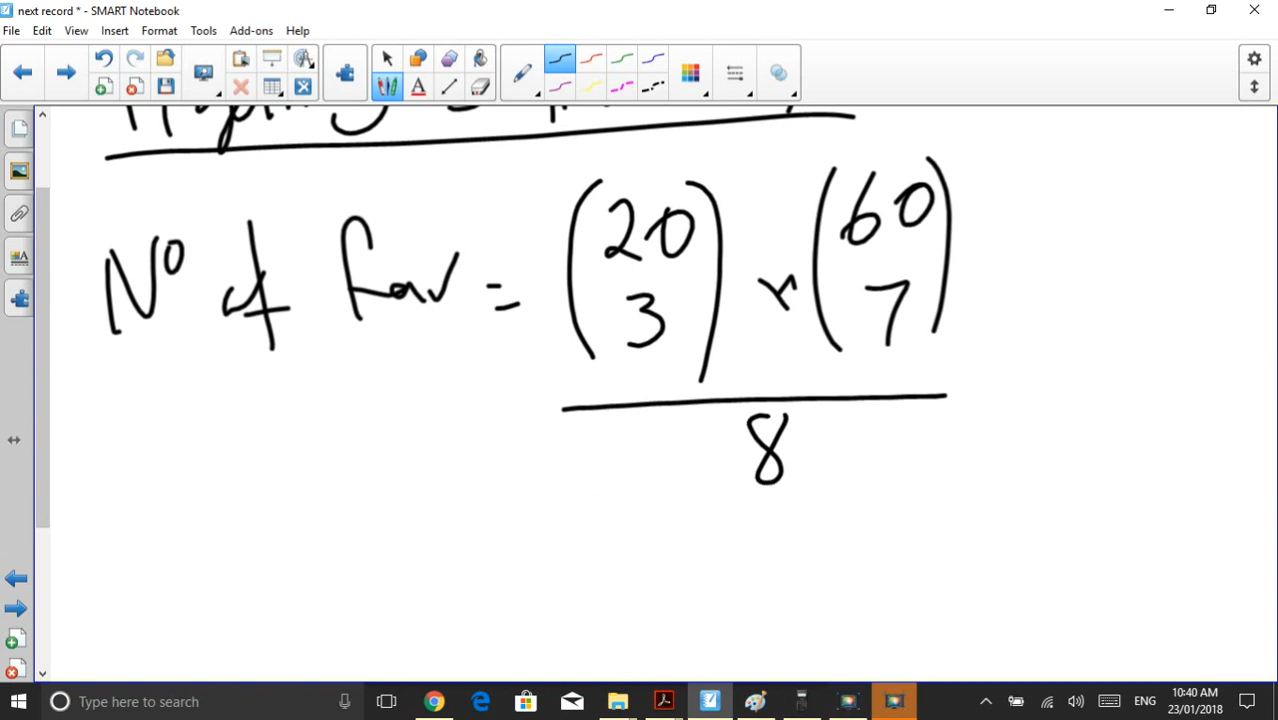 next record * - SMART Notebook
File Edit View Insert Format Tools Add-ons Help
Nº of fav = (20 3) x (60 7)
8
Type here to search
ENG
10:40 AM
23/01/2018